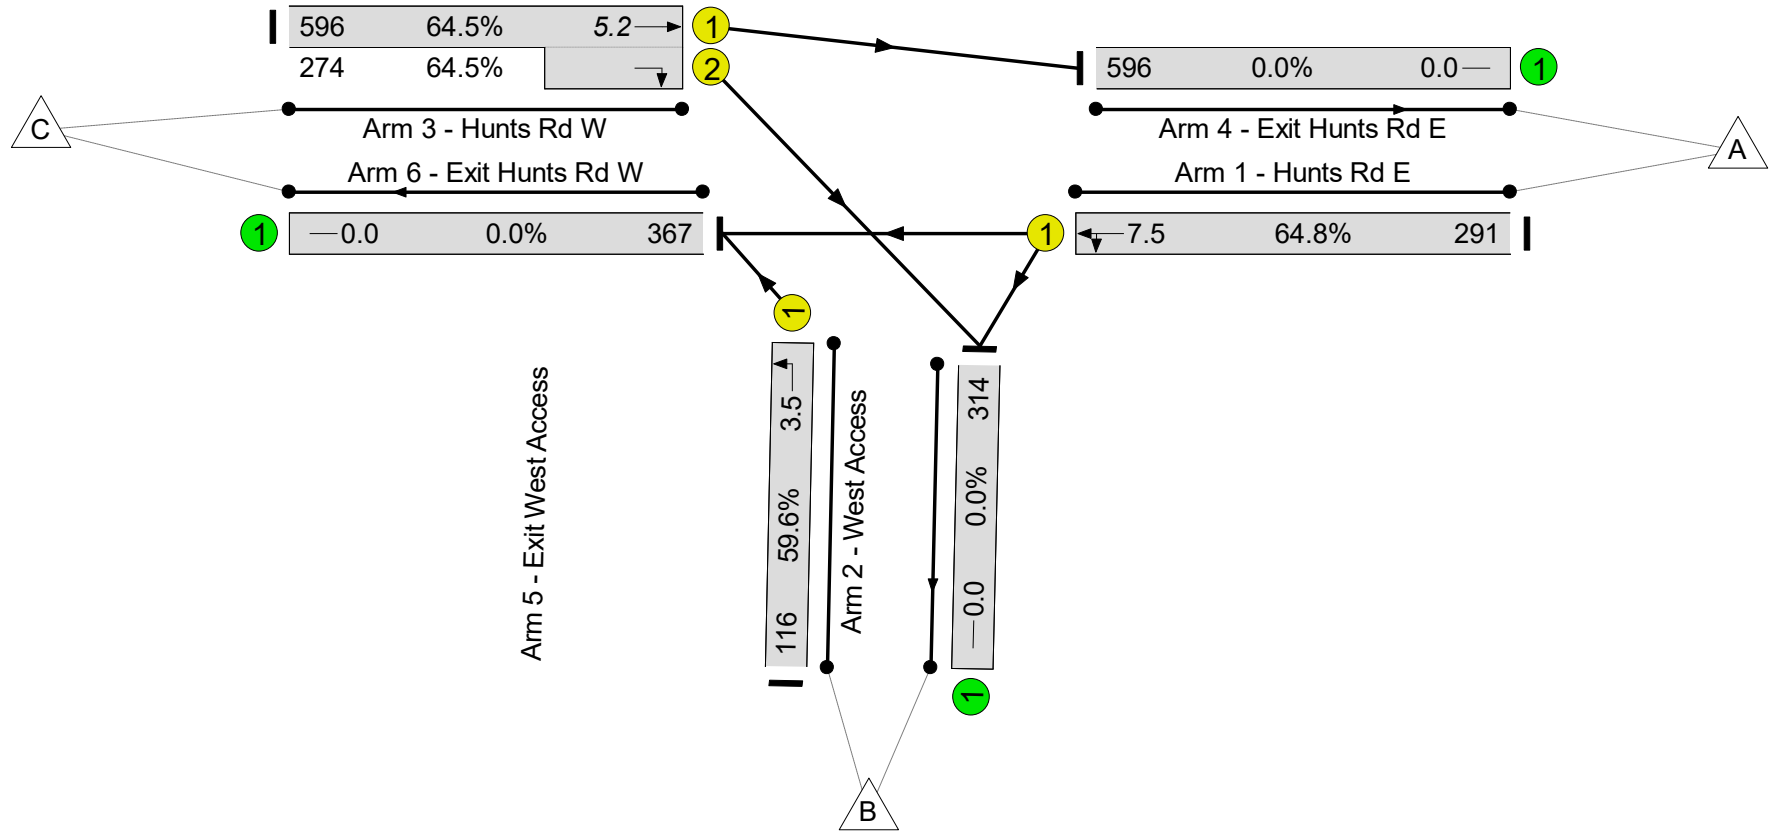 596 64.5% 5.2 1
274 64.5% 2
596 0.0% 0.0 1
C
Arm 3 - Hunts Rd W
Arm 4 - Exit Hunts Rd E
A
Arm 6 - Exit Hunts Rd W
Arm 1 - Hunts Rd E
1 0.0 0.0% 367
1 7.5 64.8% 291
1
116 59.6% 3.5
Arm 2 - West Access
0.0 0.0% 314
1
Arm 5 - Exit West Access
B